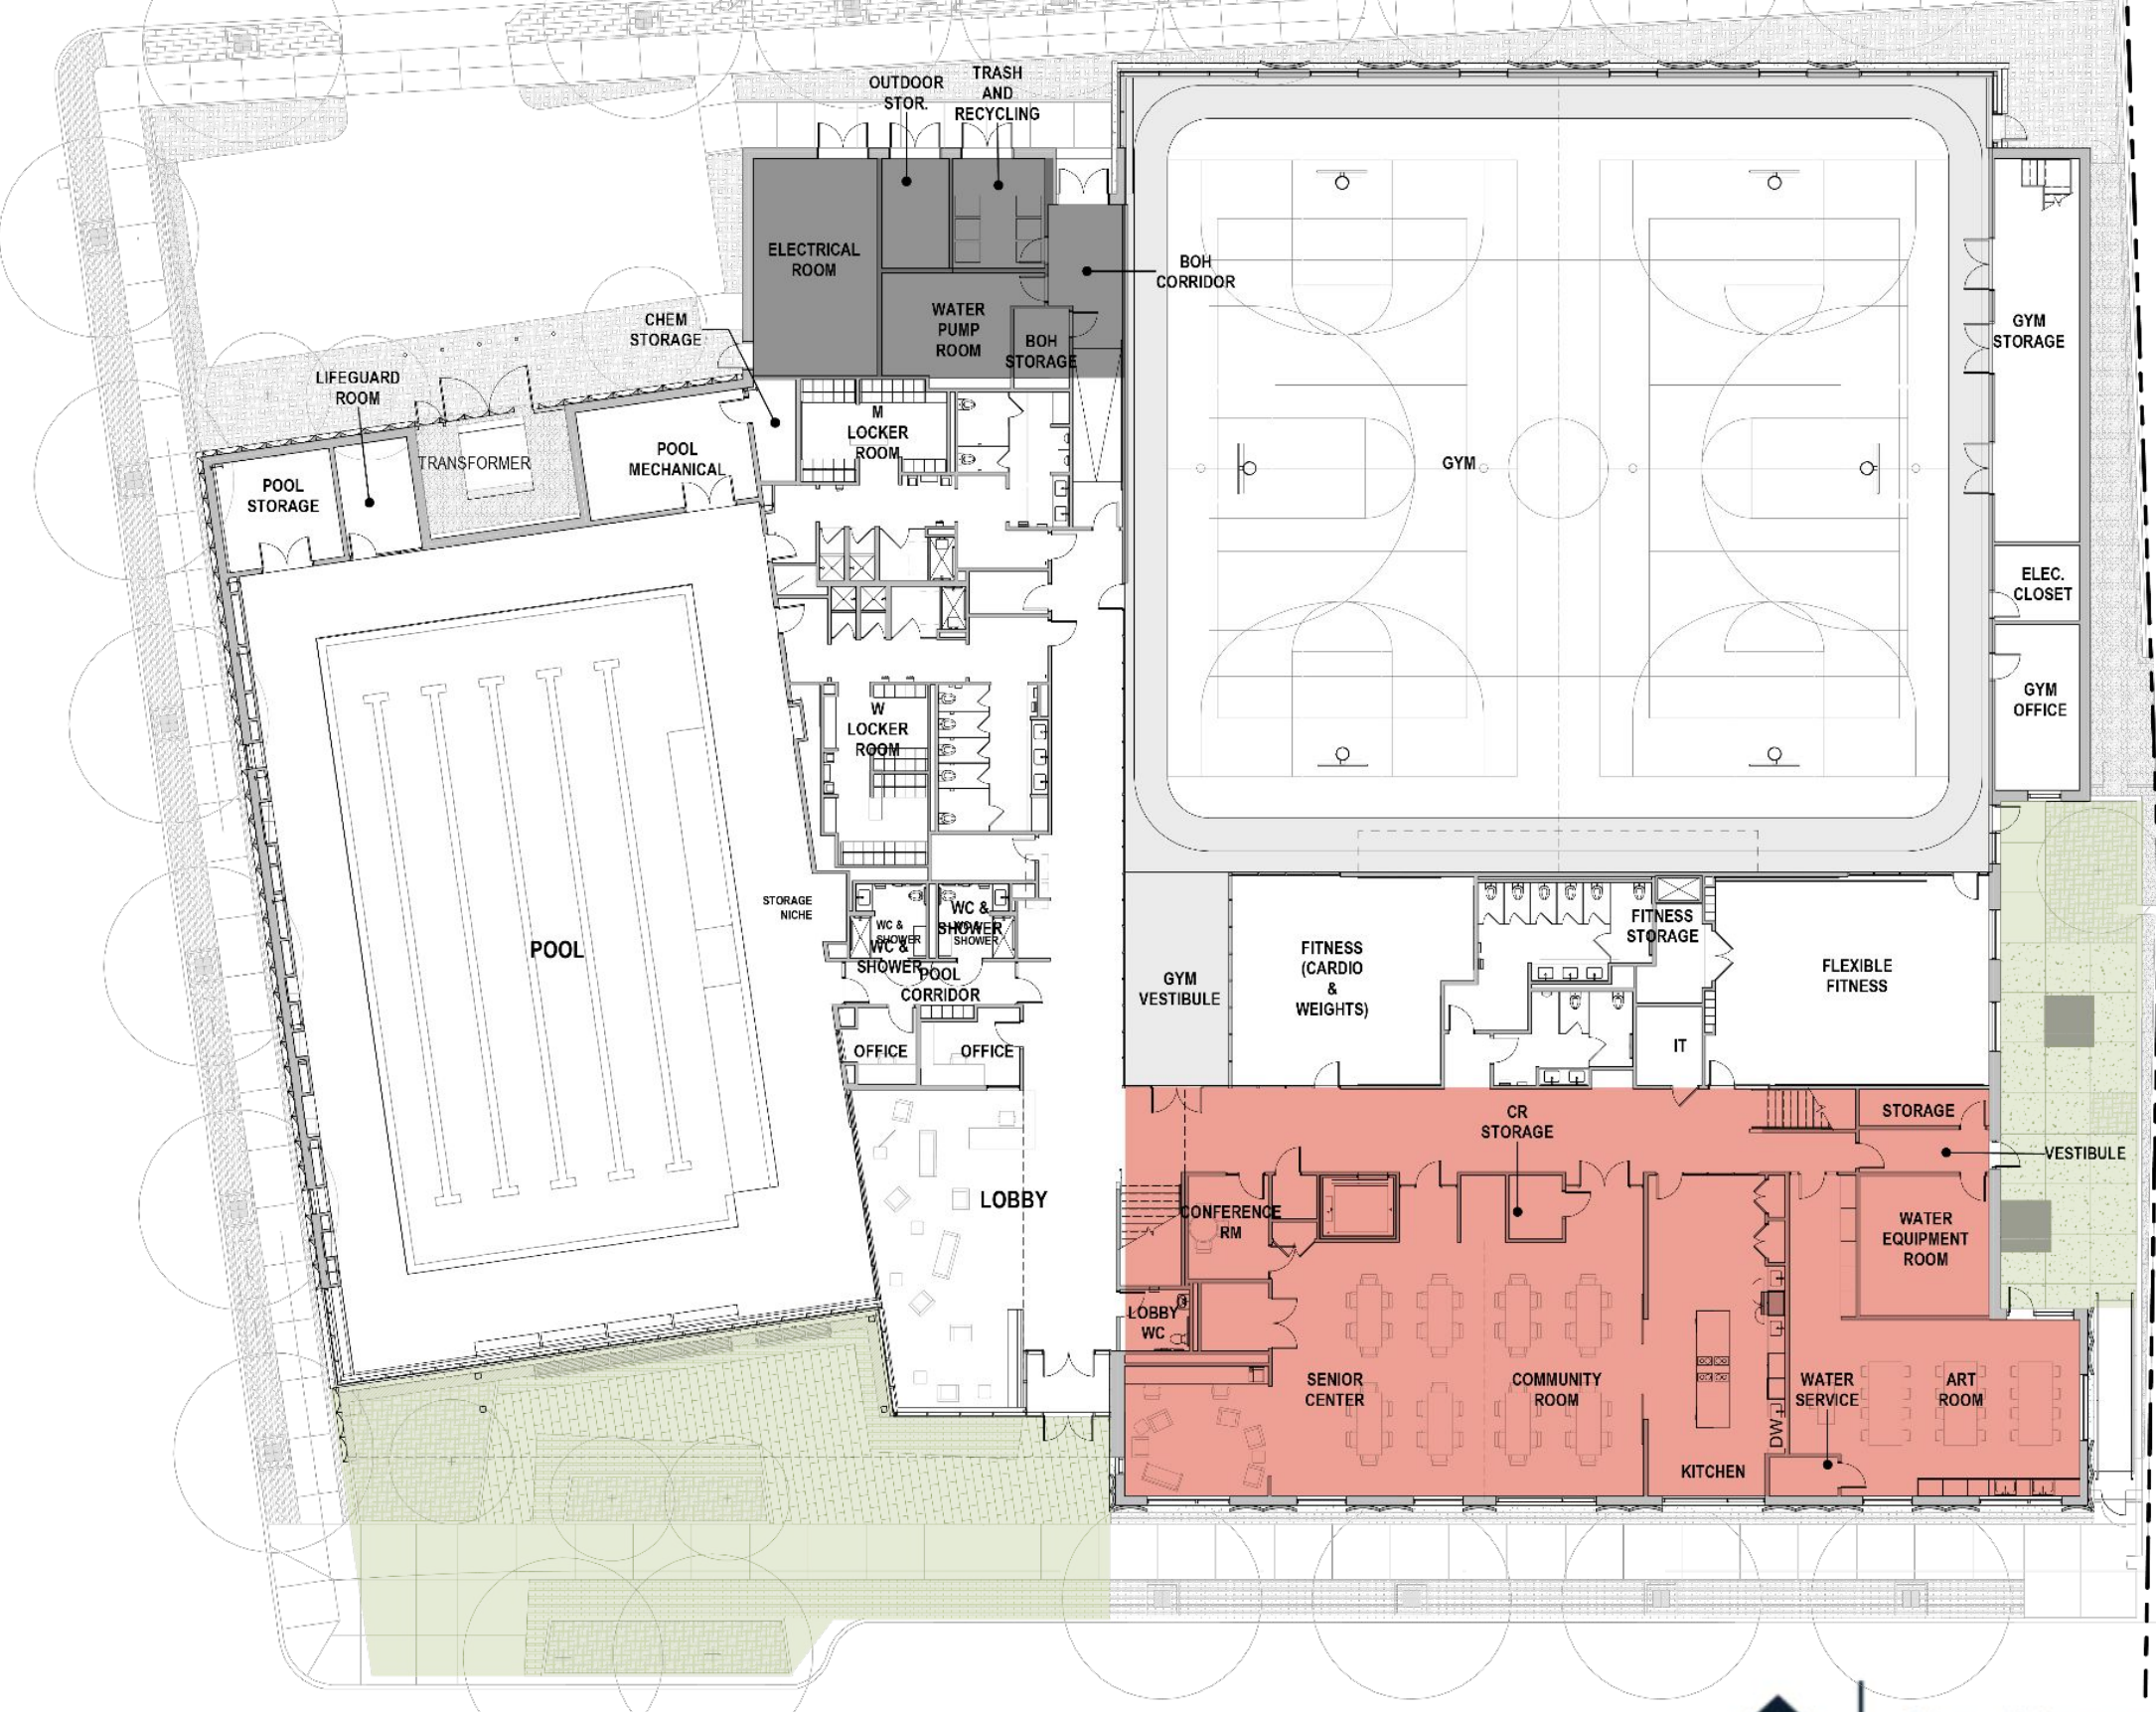 OUTDOOR
STOR.
TRASH
AND
RECYCLING
ELECTRICAL
ROOM
BOH
CORRIDOR
WATER
PUMP
ROOM
BOH
STORAGE
CHEM
STORAGE
LIFEGUARD
ROOM
TRANSFORMER
POOL
MECHANICAL
POOL
STORAGE
M
LOCKER
ROOM
GYM
GYM
STORAGE
ELEC.
CLOSET
GYM
OFFICE
W
LOCKER
ROOM
STORAGE
NICHE
POOL
WC &
SHOWER
WC &
SHOWER
WC &
SHOWER
SHOWER
POOL
CORRIDOR
OFFICE
OFFICE
GYM
VESTIBULE
FITNESS
(CARDIO
&
WEIGHTS)
FITNESS
STORAGE
FLEXIBLE
FITNESS
IT
CR
STORAGE
STORAGE
VESTIBULE
LOBBY
CONFERENCE
RM
WATER
EQUIPMENT
ROOM
LOBBY
WC
SENIOR
CENTER
COMMUNITY
ROOM
WATER
SERVICE
ART
ROOM
DW
KITCHEN